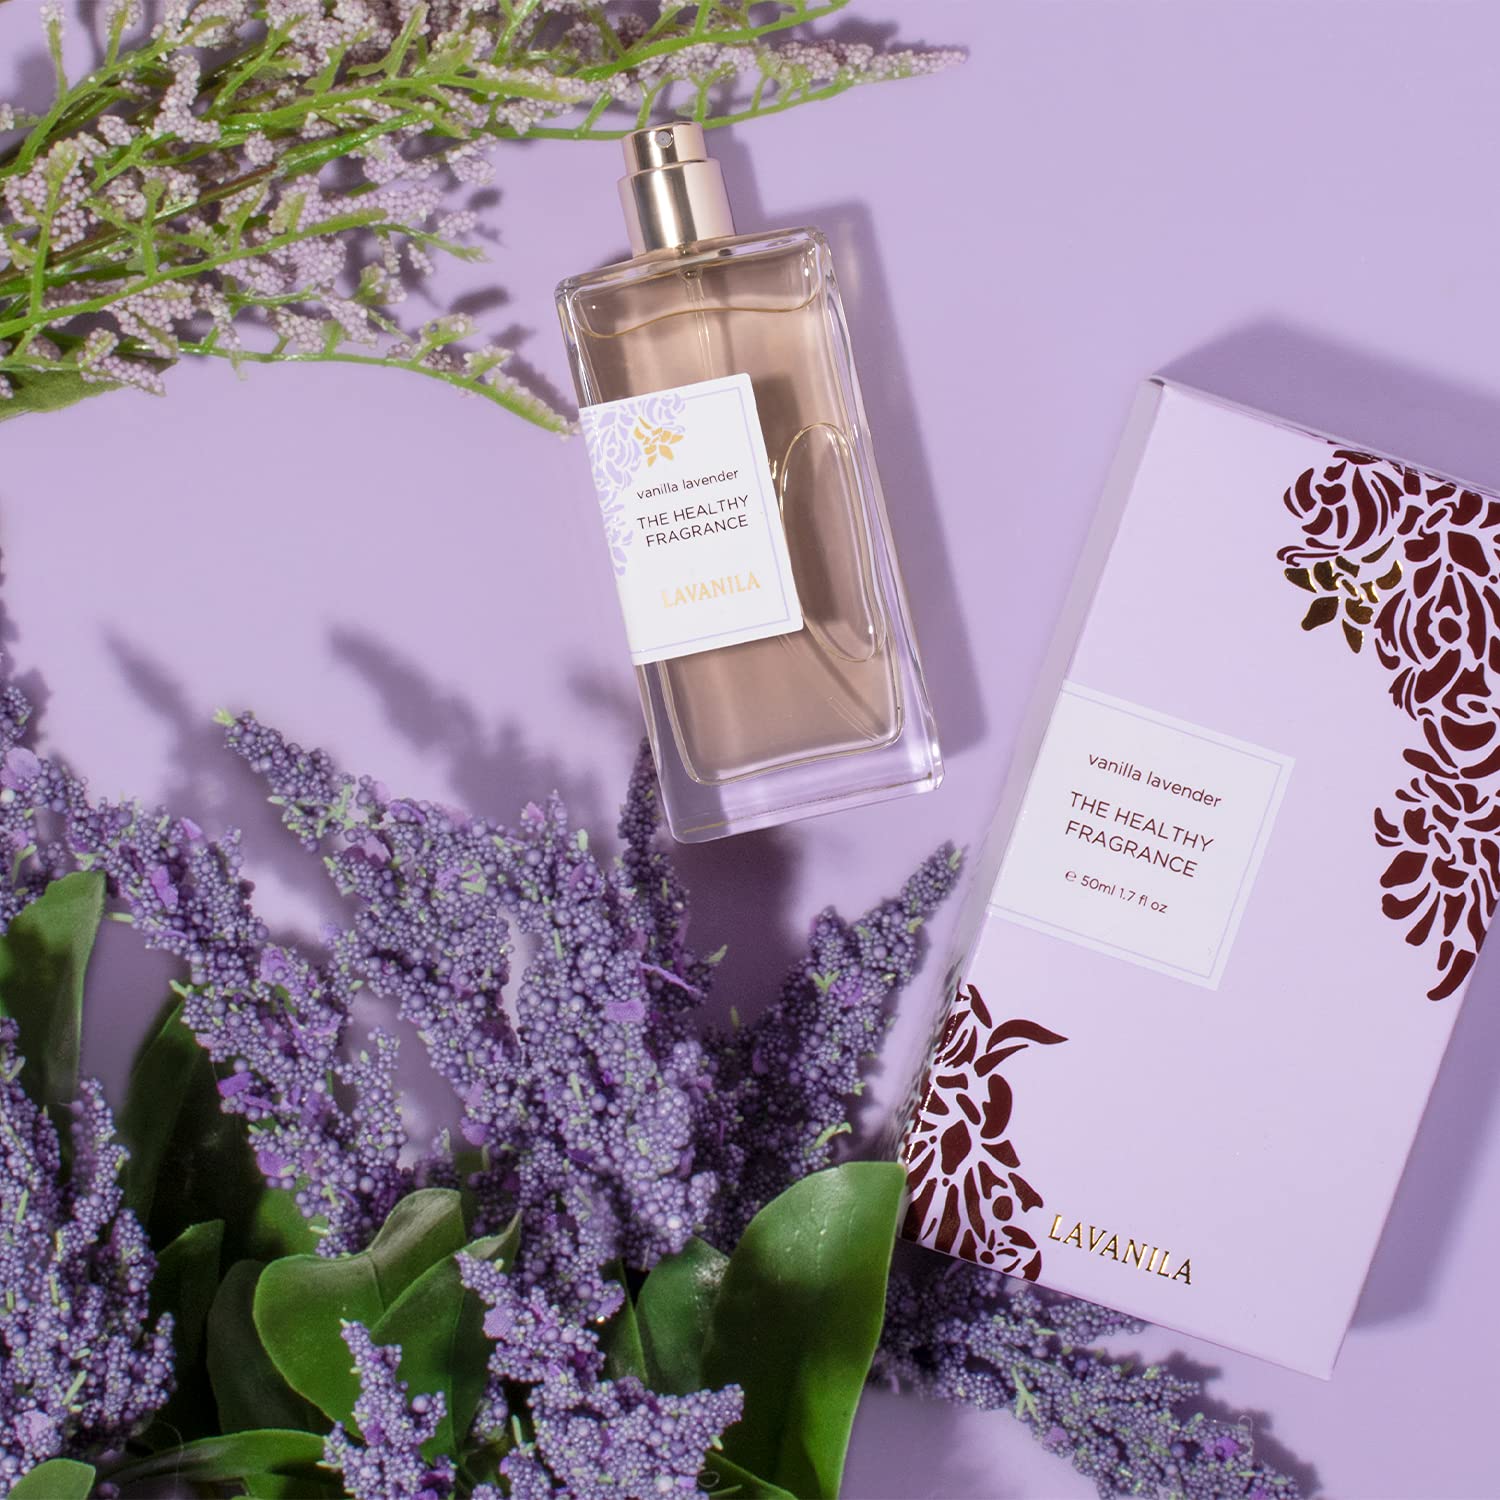 vanilla lavender
THE HEALTHY
FRAGRANCE
LAVANILA
vanilla lavender
THE HEALTHY
FRAGRANCE
℮ 50ml 1.7 fl oz
LAVANILA